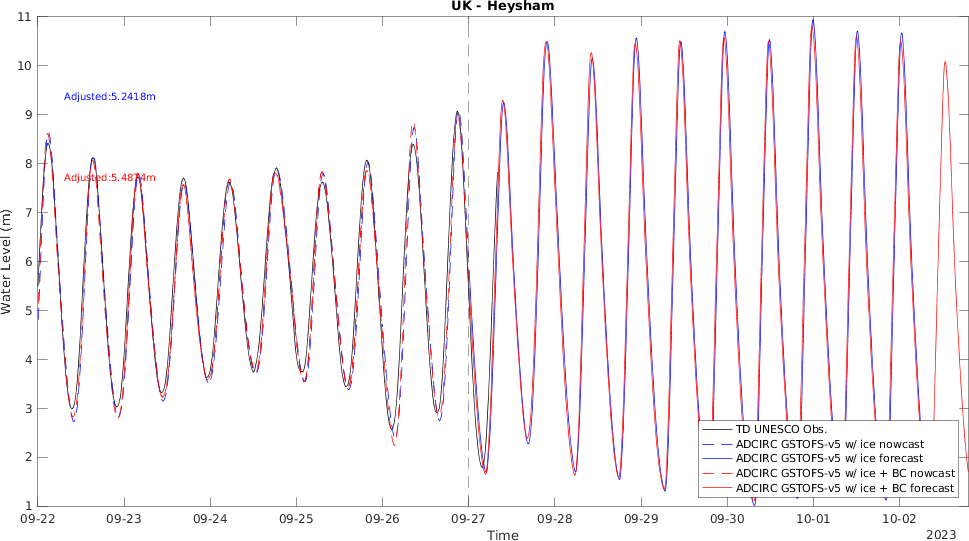 UK - Heysham
11
10
9
8
7
6
5
4
3
2
1
Water Level (m)
Adjusted:5.2418m
Adjusted:5.4874m
TD UNESCO Obs.
ADCIRC GSTOFS-v5 w/ ice nowcast
ADCIRC GSTOFS-v5 w/ ice forecast
ADCIRC GSTOFS-v5 w/ ice + BC nowcast
ADCIRC GSTOFS-v5 w/ ice + BC forecast
09-22 09-23 09-24 09-25 09-26 09-27 09-28 09-29 09-30 10-01 10-02
Time
2023